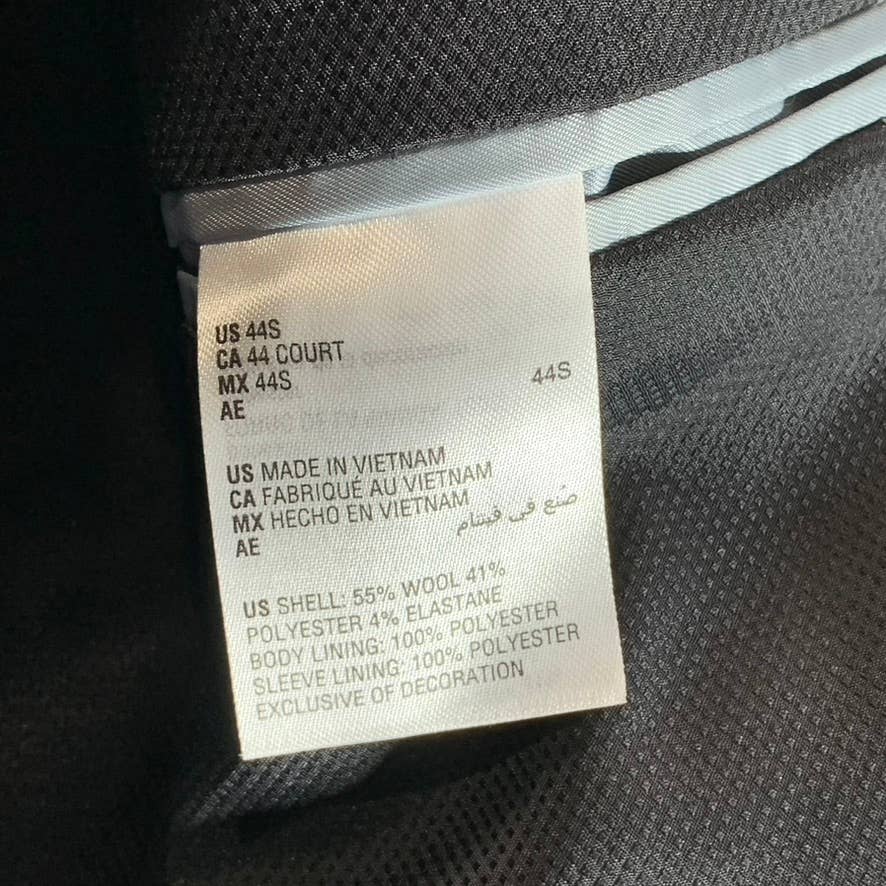 US 44S
CA 44 COURT
MX 44S
AE 44S
US MADE IN VIETNAM
CA FABRIQUÉ AU VIETNAM
MX HECHO EN VIETNAM
AE صنع في فيتنام
US SHELL: 55% WOOL 41%
POLYESTER 4% ELASTANE
BODY LINING: 100% POLYESTER
SLEEVE LINING: 100% POLYESTER
EXCLUSIVE OF DECORATION